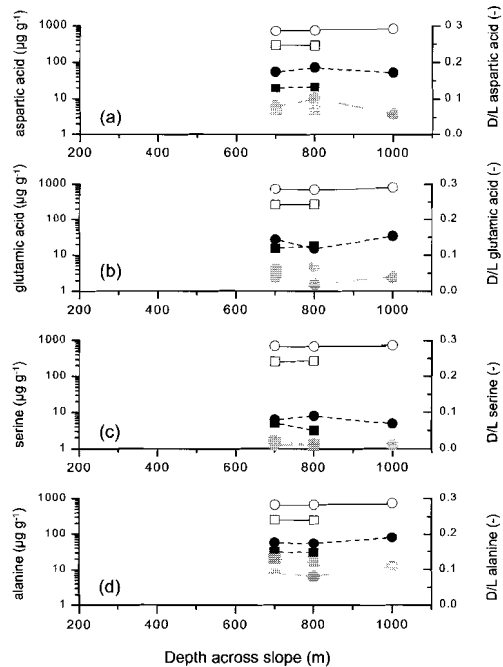 1000
100
10
1
aspartic acid (µg g⁻¹)
(a)
0.3
0.2
0.1
0.0
D/L aspartic acid (-)
200 400 600 800 1000
1000
100
10
1
glutamic acid (µg g⁻¹)
(b)
0.3
0.2
0.1
0.0
D/L glutamic acid (-)
200 400 600 800 1000
1000
100
10
1
serine (µg g⁻¹)
(c)
0.3
0.2
0.1
0.0
D/L serine (-)
200 400 600 800 1000
1000
100
10
1
alanine (µg g⁻¹)
(d)
0.3
0.2
0.1
0.0
D/L alanine (-)
200 400 600 800 1000
Depth across slope (m)